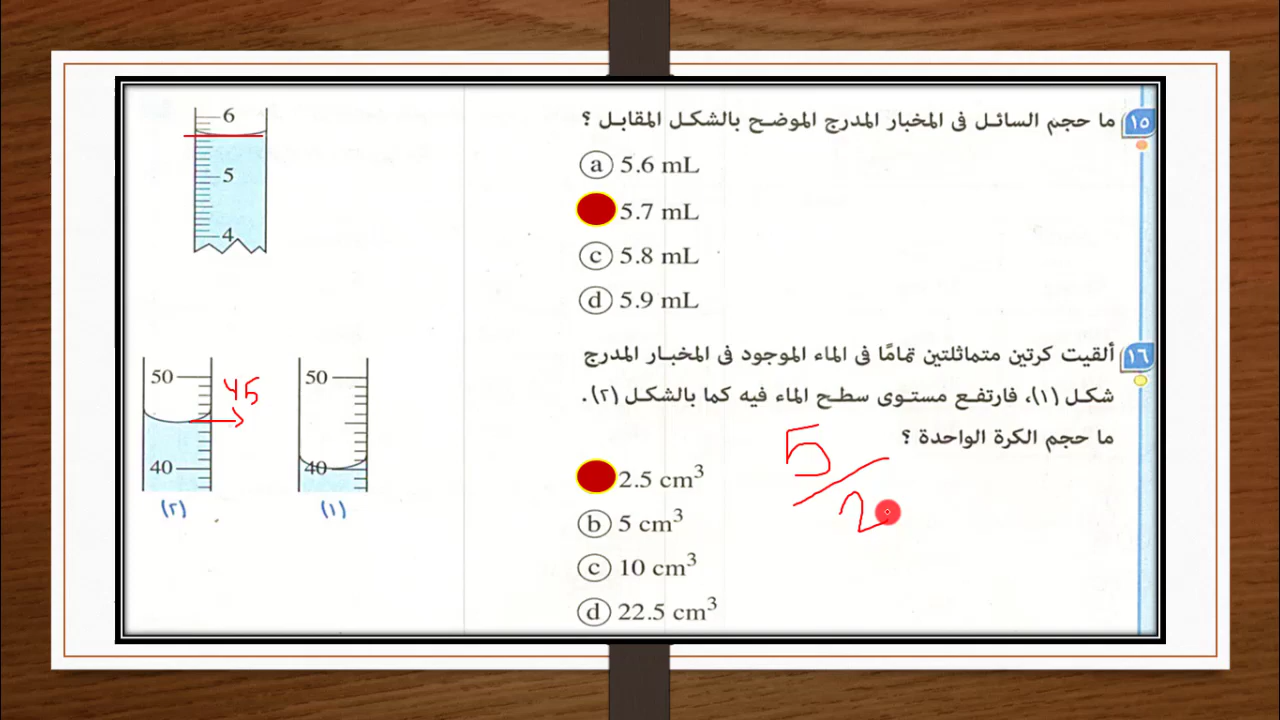 ١٥ ما حجم السائل فى المخبار المدرج الموضح بالشكل المقابل ؟
6
5
4
a 5.6 mL
5.7 mL
c 5.8 mL
d 5.9 mL
١٦ ألقيت كرتين متماثلتين تمامًا فى الماء الموجود فى المخبار المدرج
شكل (١)، فارتفع مستوى سطح الماء فيه كما بالشكل (٢).
ما حجم الكرة الواحدة ؟
50
40
(١)
50
45
40
(٢)
5/2
2.5 cm³
b 5 cm³
c 10 cm³
d 22.5 cm³